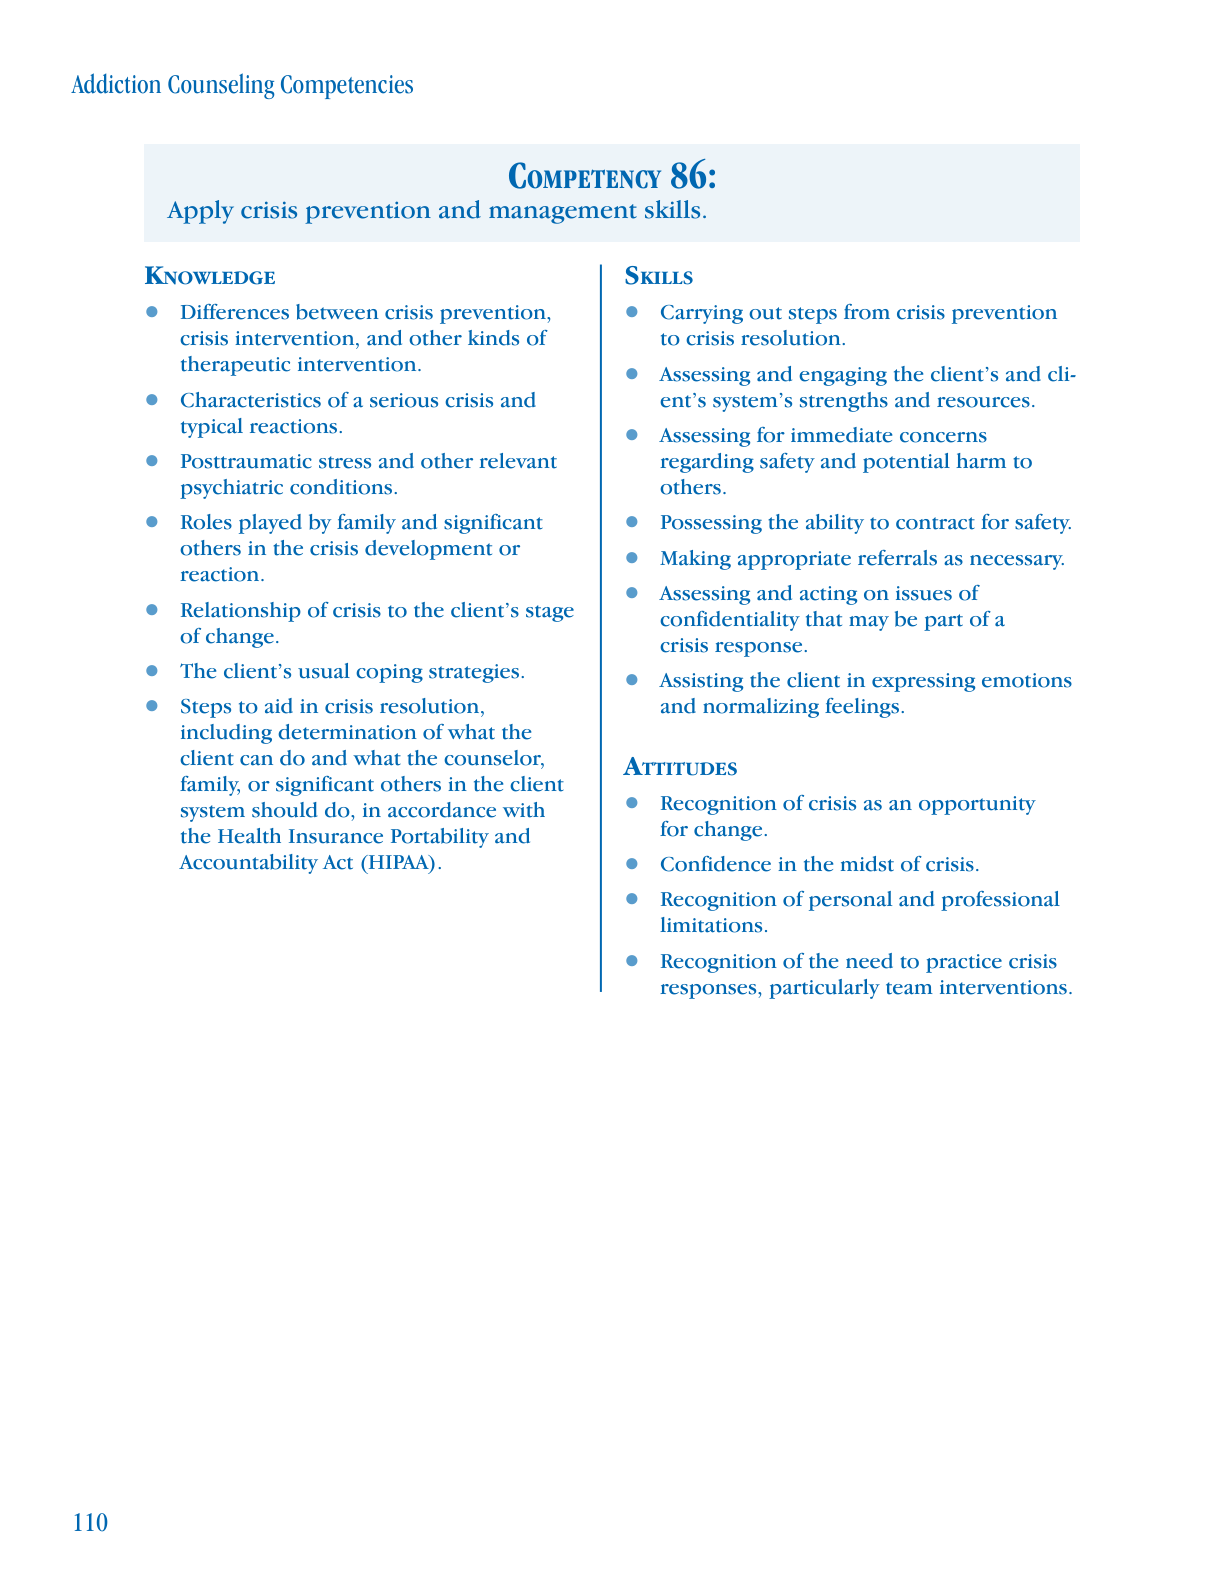 Addiction Counseling Competencies
COMPETENCY 86:
Apply crisis prevention and management skills.
KNOWLEDGE
● Differences between crisis prevention,
crisis intervention, and other kinds of
therapeutic intervention.
● Characteristics of a serious crisis and
typical reactions.
● Posttraumatic stress and other relevant
psychiatric conditions.
● Roles played by family and significant
others in the crisis development or
reaction.
● Relationship of crisis to the client’s stage
of change.
● The client’s usual coping strategies.
● Steps to aid in crisis resolution,
including determination of what the
client can do and what the counselor,
family, or significant others in the client
system should do, in accordance with
the Health Insurance Portability and
Accountability Act (HIPAA).
SKILLS
● Carrying out steps from crisis prevention
to crisis resolution.
● Assessing and engaging the client’s and cli-
ent’s system’s strengths and resources.
● Assessing for immediate concerns
regarding safety and potential harm to
others.
● Possessing the ability to contract for safety.
● Making appropriate referrals as necessary.
● Assessing and acting on issues of
confidentiality that may be part of a
crisis response.
● Assisting the client in expressing emotions
and normalizing feelings.
ATTITUDES
● Recognition of crisis as an opportunity
for change.
● Confidence in the midst of crisis.
● Recognition of personal and professional
limitations.
● Recognition of the need to practice crisis
responses, particularly team interventions.
110